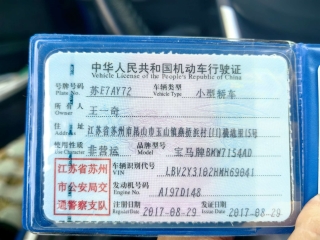 中华人民共和国机动车行驶证
Vehicle License of the People's Republic of China
号牌号码 苏E7AY72 车辆类型 小型轿车
Plate No. Vehicle Type
所有人 王一奇
Owner
住址 江苏省苏州市昆山市玉山镇
Address
使用性质 非营运 品牌型号 宝马牌BMW7154AD
Use Character Model
江苏省苏州 车辆识别代号 LBV2Y3102HMH69041
VIN
市公安局交 发动机号码 A197D148
Engine No.
通警察支队 注册日期 2017-08-29 发证日期 2017-08-29
Register Date Issue Date